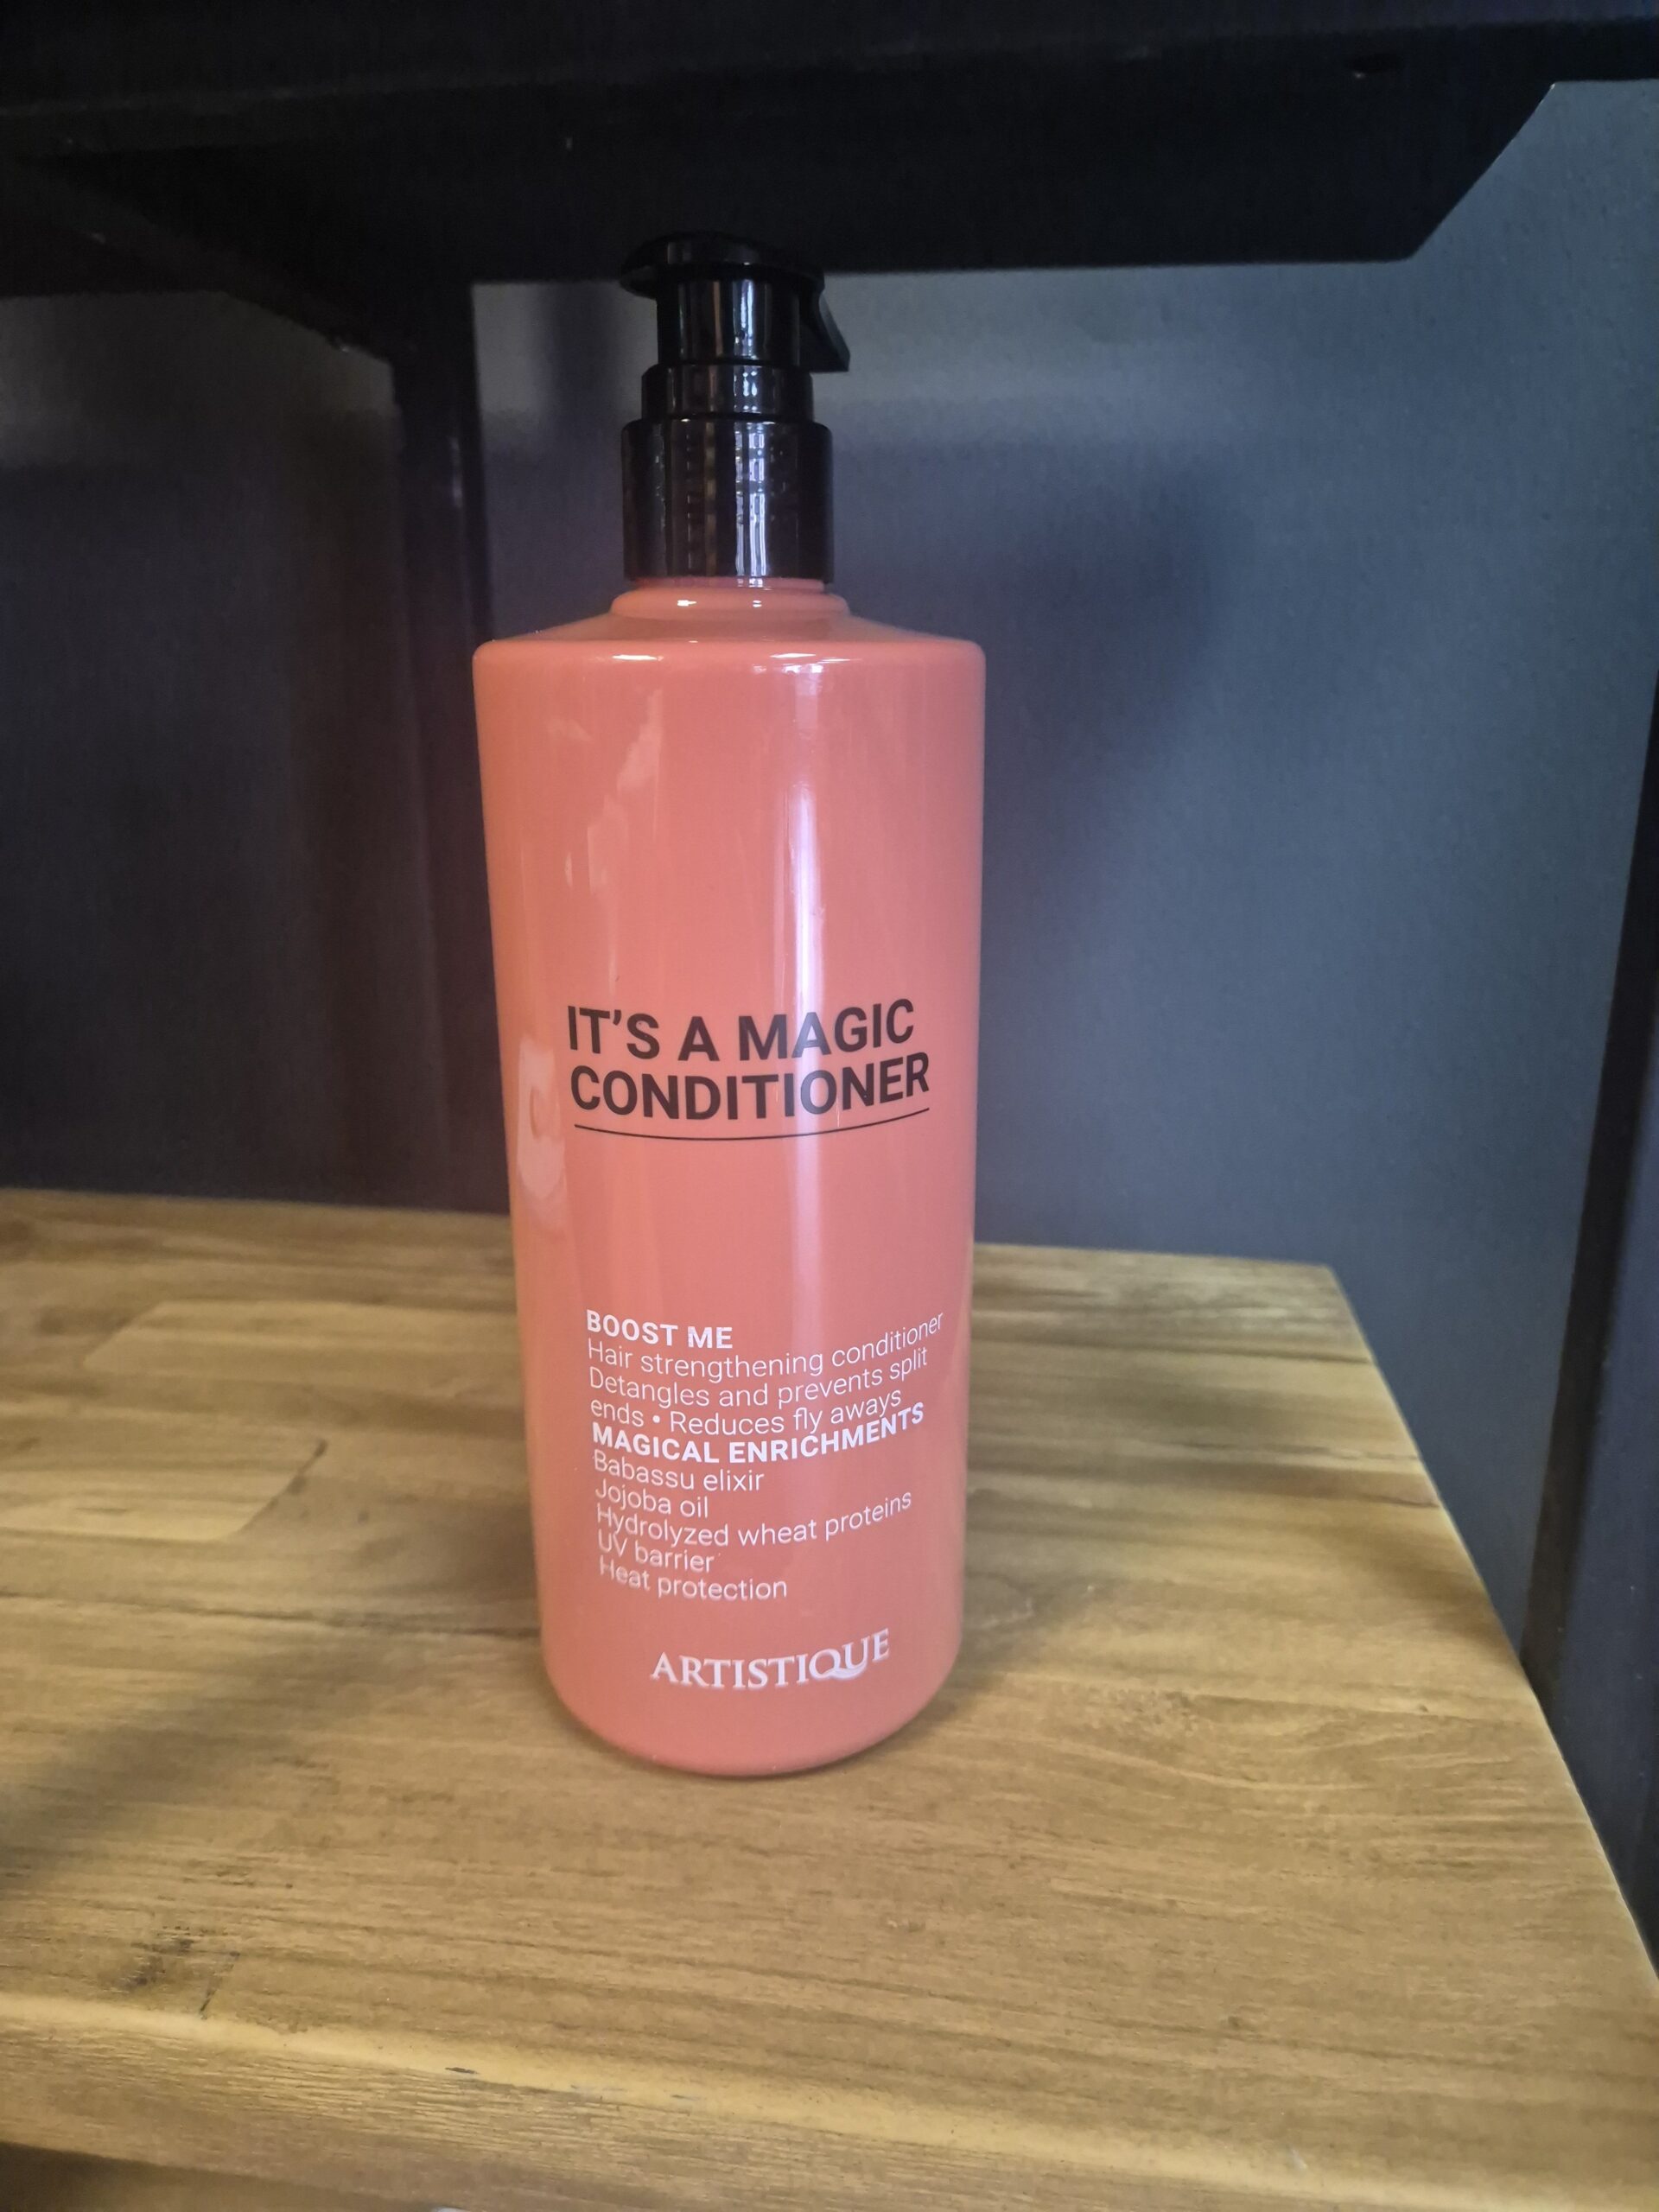 IT'S A MAGIC
CONDITIONER
BOOST ME
Hair strengthening conditioner
Detangles and prevents split
ends • Reduces fly aways
MAGICAL ENRICHMENTS
Babassu elixir
Jojoba oil
Hydrolyzed wheat proteins
UV barrier
Heat protection
ARTISTIQUE